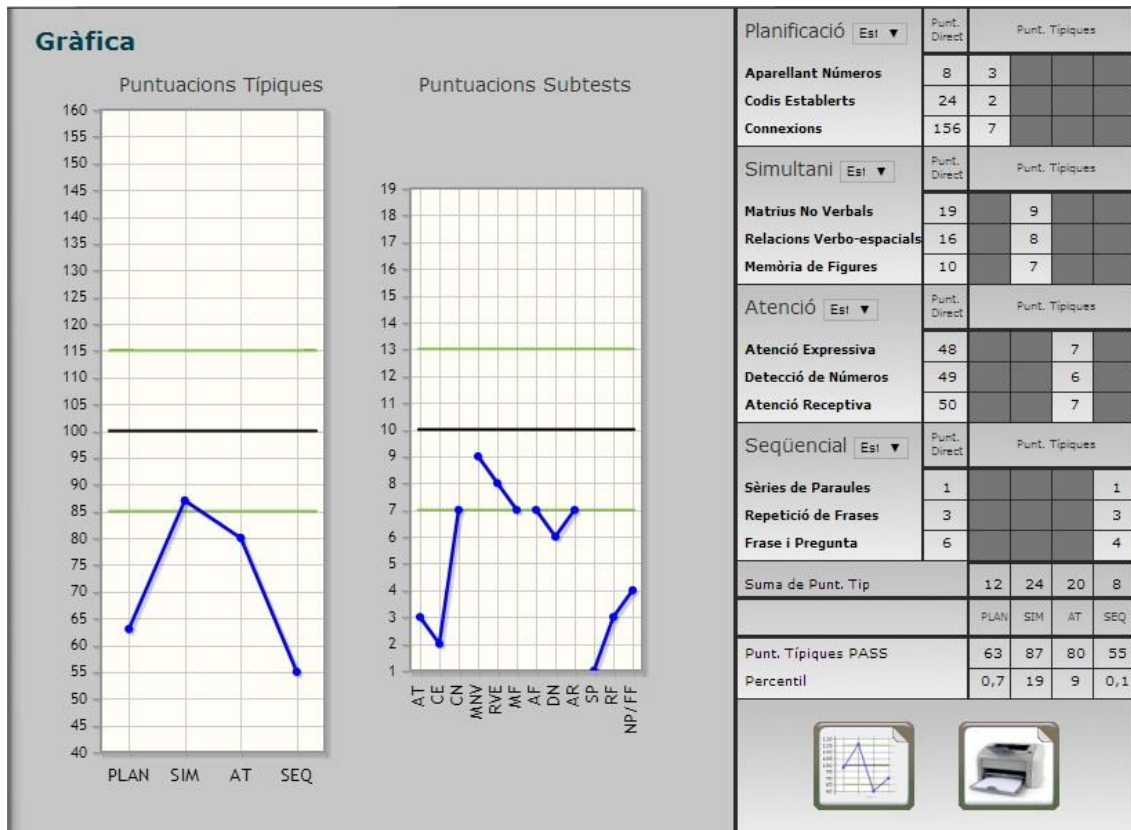 Gràfica
Puntuacions Típiques
160
155
150
145
140
135
130
125
120
115
110
105
100
95
90
85
80
75
70
65
60
55
50
45
40
PLAN SIM AT SEQ
Puntuacions Subtests
19
18
17
16
15
14
13
12
11
10
9
8
7
6
5
4
3
2
1
AT CE CN MNV RVE MF AF DN AR SP RF NP/FF
Planificació Est ▼ Punt. Direct Punt. Típiques
Aparellant Números 8 3
Codis Establerts 24 2
Connexions 156 7
Simultani Est ▼ Punt. Direct Punt. Típiques
Matrius No Verbals 19 9
Relacions Verbo-espacials 16 8
Memòria de Figures 10 7
Atenció Est ▼ Punt. Direct Punt. Típiques
Atenció Expressiva 48 7
Detecció de Números 49 6
Atenció Receptiva 50 7
Seqüencial Est ▼ Punt. Direct Punt. Típiques
Sèries de Paraules 1 1
Repetició de Frases 3 3
Frase i Pregunta 6 4
Suma de Punt. Tip 12 24 20 8
PLAN SIM AT SEQ
Punt. Típiques PASS 63 87 80 55
Percentil 0,7 19 9 0,1